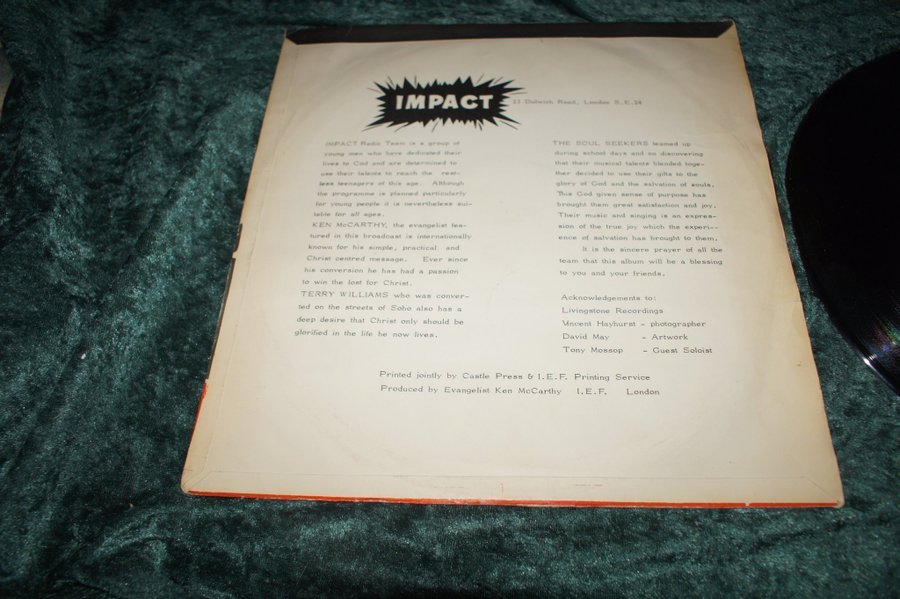 IMPACT 33 Dulwich Road, London S.E.24
IMPACT Radio Team is a group of
young men who have dedicated their
lives to God and are determined to
use their talents to reach the rest-
less teenagers of this age. Although
the programme is planned particularly
for young people it is nevertheless sui-
table for all ages.
KEN McCARTHY, the evangelist fea-
tured in this broadcast is internationally
known for his simple, practical and
Christ centred message. Ever since
his conversion he has had a passion
to win the lost for Christ.
TERRY WILLIAMS who was conver-
ted on the streets of Soho also has a
deep desire that Christ only should be
glorified in the life he now lives.
THE SOUL SEEKERS teamed up
during school days and on discovering
that their musical talents blended toge-
ther decided to use their gifts to the
glory of God and the salvation of souls.
This God given sense of purpose has
brought them great satisfaction and joy.
Their music and singing is an expres-
sion of the true joy which the experi--
ence of salvation has brought to them.
It is the sincere prayer of all the
team that this album will be a blessing
to you and your friends.
Acknowledgements to:
Livingstone Recordings
Vincent Hayhurst - photographer
David May - Artwork
Tony Mossop - Guest Soloist
Printed jointly by Castle Press & I.E.F. Printing Service
Produced by Evangelist Ken McCarthy I.E.F. London